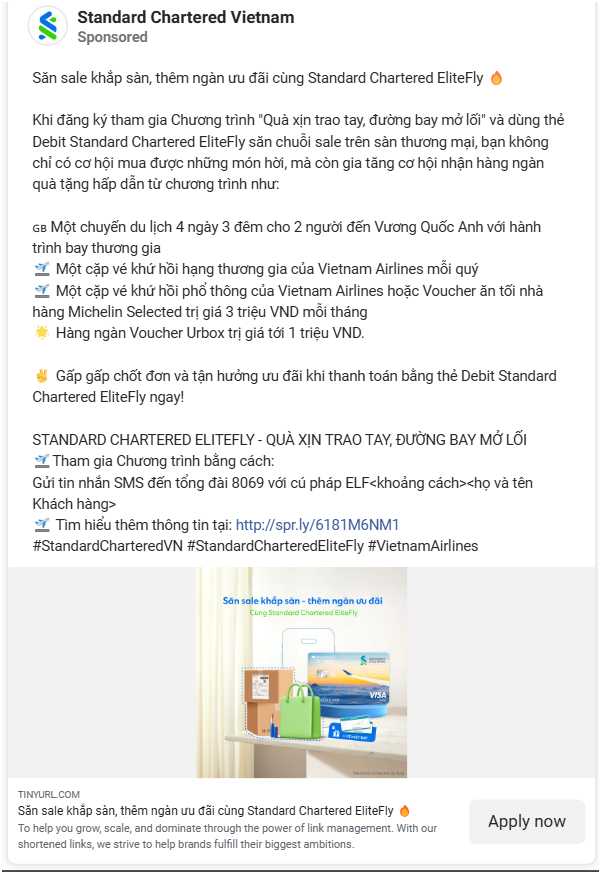 Standard Chartered Vietnam
Sponsored
Săn sale khắp sàn, thêm ngàn ưu đãi cùng Standard Chartered EliteFly 🔥
Khi đăng ký tham gia Chương trình "Quà xịn trao tay, đường bay mở lối" và dùng thẻ
Debit Standard Chartered EliteFly săn chuỗi sale trên sàn thương mại, bạn không
chỉ có cơ hội mua được những món hời, mà còn gia tăng cơ hội nhận hàng ngàn
quà tặng hấp dẫn từ chương trình như:
GB Một chuyến du lịch 4 ngày 3 đêm cho 2 người đến Vương Quốc Anh với hành
trình bay thương gia
🛫 Một cặp vé khứ hồi hạng thương gia của Vietnam Airlines mỗi quý
🛫 Một cặp vé khứ hồi phổ thông của Vietnam Airlines hoặc Voucher ăn tối nhà
hàng Michelin Selected trị giá 3 triệu VND mỗi tháng
🌟 Hàng ngàn Voucher Urbox trị giá tới 1 triệu VND.
✌️ Gấp gấp chốt đơn và tận hưởng ưu đãi khi thanh toán bằng thẻ Debit Standard
Chartered EliteFly ngay!
STANDARD CHARTERED ELITEFLY - QUÀ XỊN TRAO TAY, ĐƯỜNG BAY MỞ LỐI
🛫Tham gia Chương trình bằng cách:
Gửi tin nhắn SMS đến tổng đài 8069 với cú pháp ELF<khoảng cách><họ và tên
Khách hàng>
🛫 Tìm hiểu thêm thông tin tại: http://spr.ly/6181M6NM1
#StandardCharteredVN #StandardCharteredEliteFly #VietnamAirlines
Săn sale khắp sàn - thêm ngàn ưu đãi
Cùng Standard Chartered EliteFly
VISA
TINYURL.COM
Săn sale khắp sàn, thêm ngàn ưu đãi cùng Standard Chartered EliteFly 🔥
To help you grow, scale, and dominate through the power of link management. With our
shortened links, we strive to help brands fulfill their biggest ambitions.
Apply now